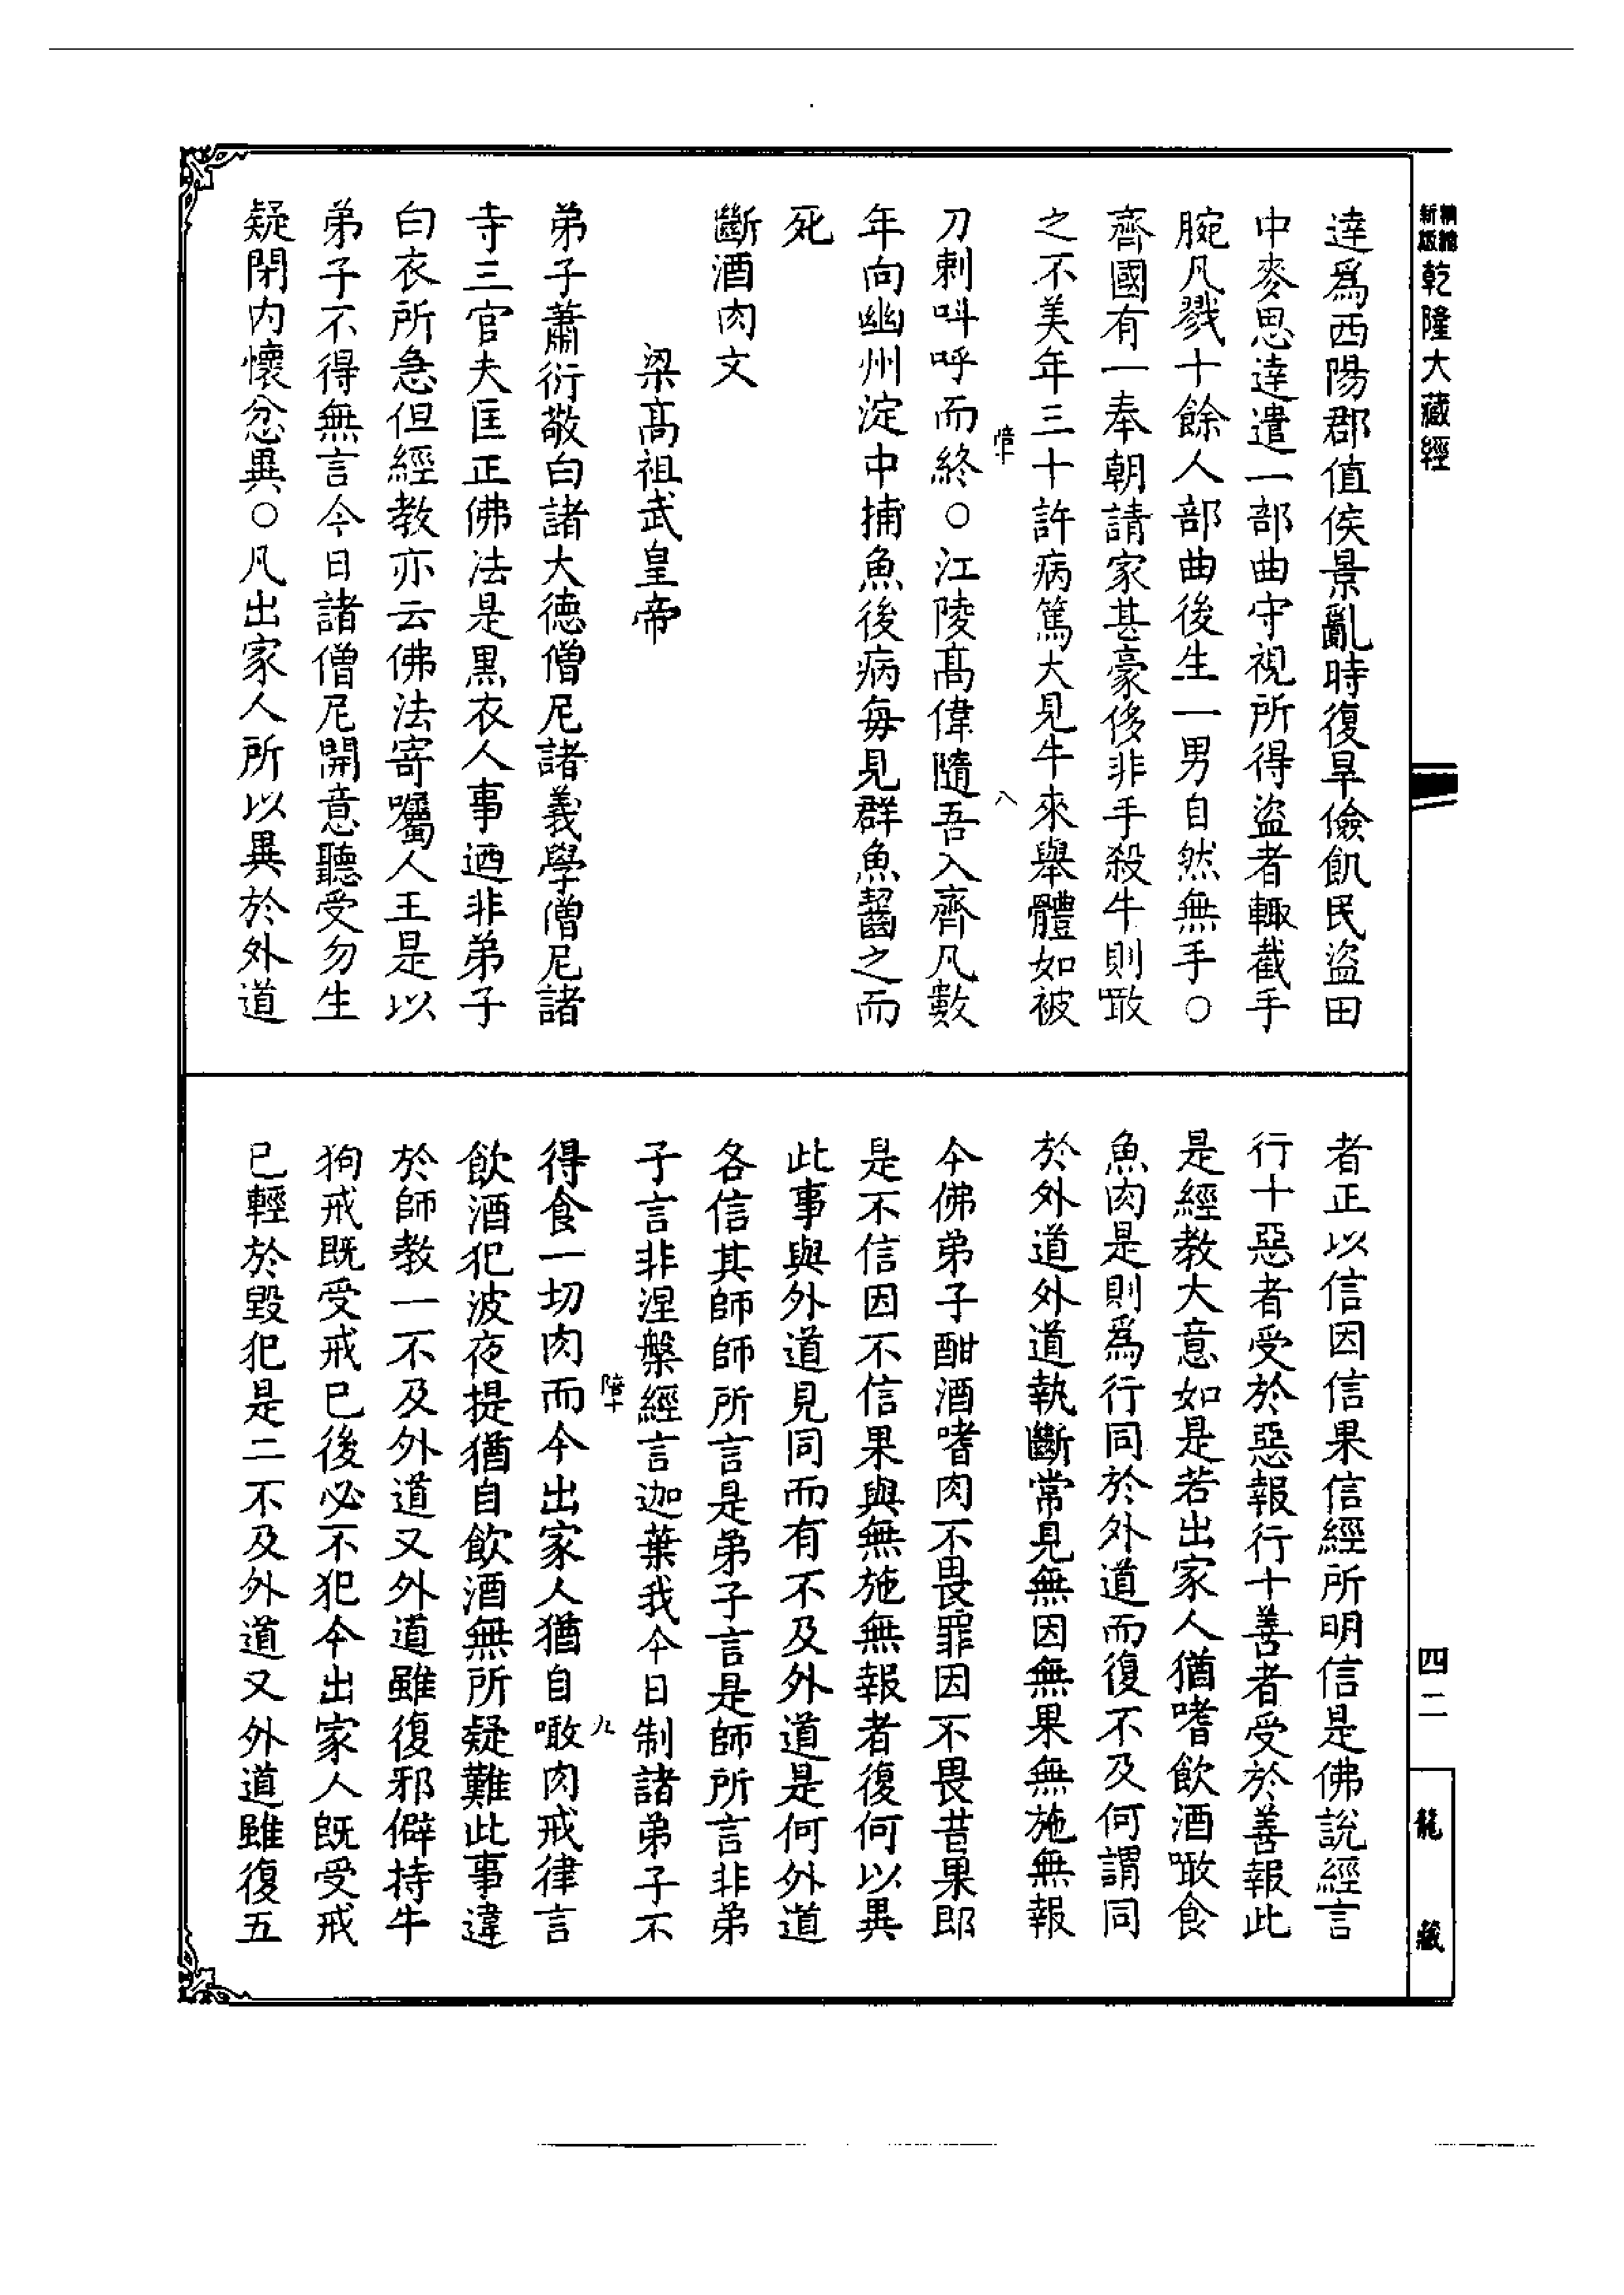 新版
精縮
乾隆大藏經
四二
龍藏
達爲西陽郡值侯景亂時復旱儉飢民盜田
中麥思達遣一部曲守視所得盜者輒截手
腕凡戮十餘人部曲後生一男自然無手○
齊國有一奉朝請家甚豪侈非手殺牛則噉
之不美年三十許病篤大見牛來舉體如被
刀刺呌呼而終○江陵髙偉隨吾入齊凡數
年向幽州淀中捕魚後病每見群魚齧之而
死
斷酒肉文
梁髙祖武皇帝
弟子蕭衍敬白諸大德僧尼諸義學僧尼諸
寺三官夫匡正佛法是黑衣人事迺非弟子
白衣所急但經教亦云佛法寄囑人王是以
弟子不得無言今日諸僧尼開意聽受勿生
疑閉内懷忿異○凡出家人所以異於外道
者正以信因信果信經所明信是佛說經言
行十惡者受於惡報行十善者受於善報此
是經教大意如是若出家人猶嗜飲酒噉食
魚肉是則爲行同於外道而復不及何謂同
於外道外道執斷常見無因無果無施無報
今佛弟子酣酒嗜肉不畏罪因不畏苦果即
是不信因不信果與無施無報者復何以異
此事與外道見同而有不及外道是何外道
各信其師師所言是弟子言是師所言非弟
子言非涅槃經言迦葉我今日制諸弟子不
得食一切肉而今出家人猶自噉肉戒律言
飲酒犯波夜提猶自飲酒無所疑難此事違
於師教一不及外道又外道雖復邪僻持牛
狗戒既受戒已後必不犯今出家人既受戒
已輕於毀犯是二不及外道又外道雖復五
八
九